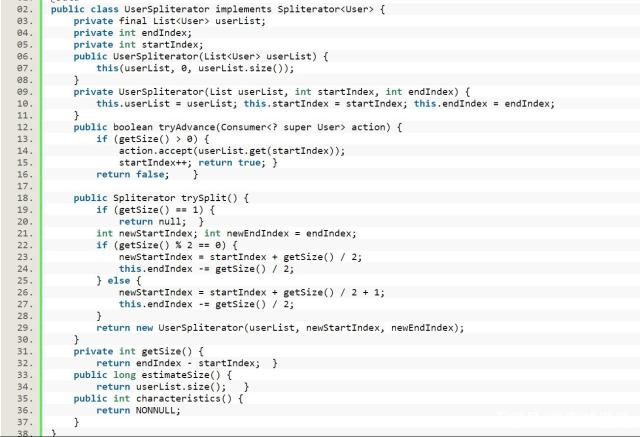 02. public class UserSpliterator implements Spliterator<User> {
03. private final List<User> userList;
04. private int endIndex;
05. private int startIndex;
06. public UserSpliterator(List<User> userList) {
07. this(userList, 0, userList.size());
08. }
09. private UserSpliterator(List userList, int startIndex, int endIndex) {
10. this.userList = userList; this.startIndex = startIndex; this.endIndex = endIndex;
11. }
12. public boolean tryAdvance(Consumer<? super User> action) {
13. if (getSize() > 0) {
14. action.accept(userList.get(startIndex));
15. startIndex++; return true; }
16. return false; }
17.
18. public Spliterator trySplit() {
19. if (getSize() == 1) {
20. return null; }
21. int newStartIndex; int newEndIndex = endIndex;
22. if (getSize() % 2 == 0) {
23. newStartIndex = startIndex + getSize() / 2;
24. this.endIndex -= getSize() / 2;
25. } else {
26. newStartIndex = startIndex + getSize() / 2 + 1;
27. this.endIndex -= getSize() / 2;
28. }
29. return new UserSpliterator(userList, newStartIndex, newEndIndex);
30. }
31. private int getSize() {
32. return endIndex - startIndex; }
33. public long estimateSize() {
34. return userList.size(); }
35. public int characteristics() {
36. return NONNULL;
37. }
38. }